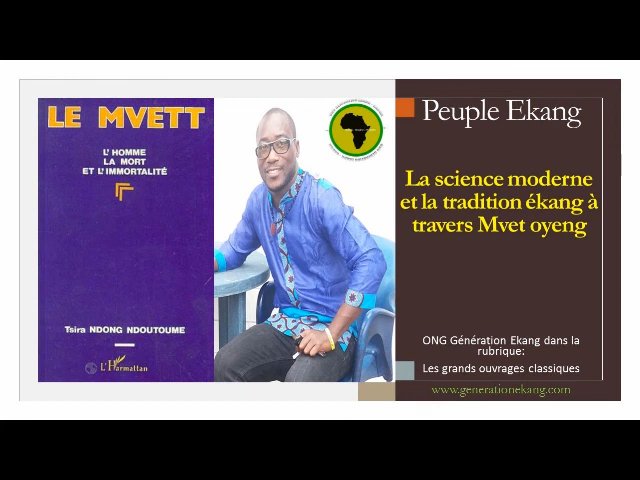 LE MVETT
L'HOMME
LA MORT
ET L'IMMORTALITÉ
Tsira NDONG NDOUTOUME
L'Harmattan
Peuple Ekang
La science moderne
et la tradition ékang à
travers Mvet oyeng
ONG Génération Ekang dans la
rubrique:
Les grands ouvrages classiques
www.generationekang.com